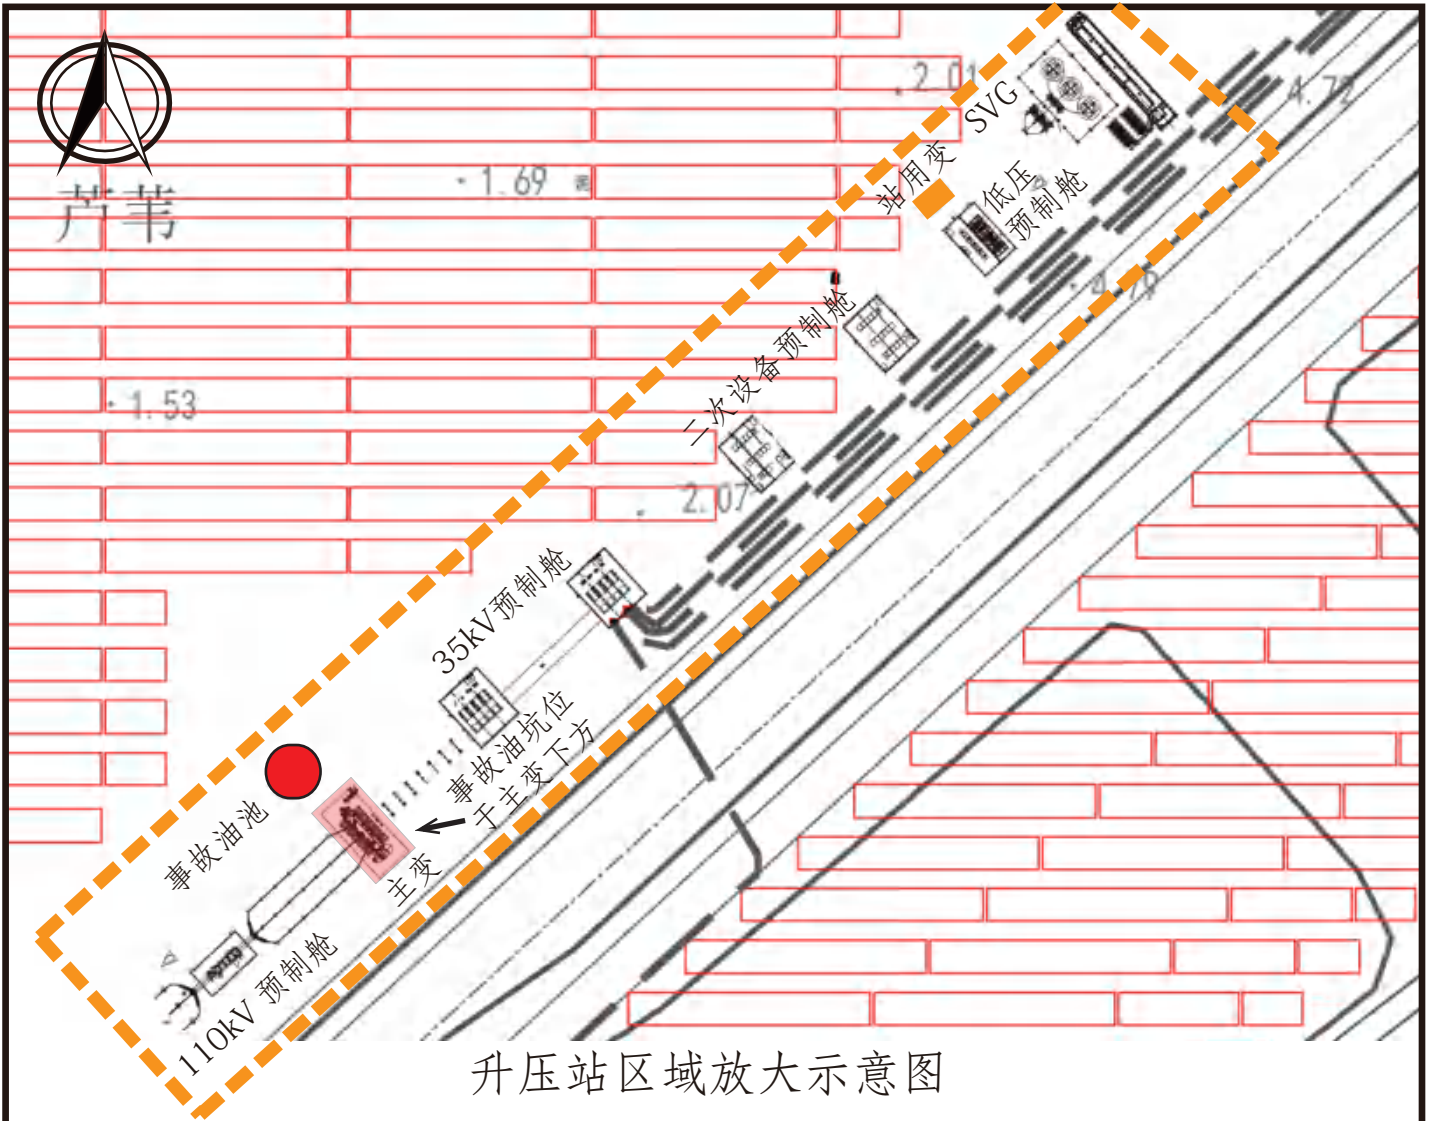 2.01
SVG
4.72
芦苇
1.69
站用变
低压
预制舱
4.79
1.53
二次设备预制舱
2.07
35kV预制舱
事故油坑位
于主变下方
事故油池
主变
110kV 预制舱
升压站区域放大示意图